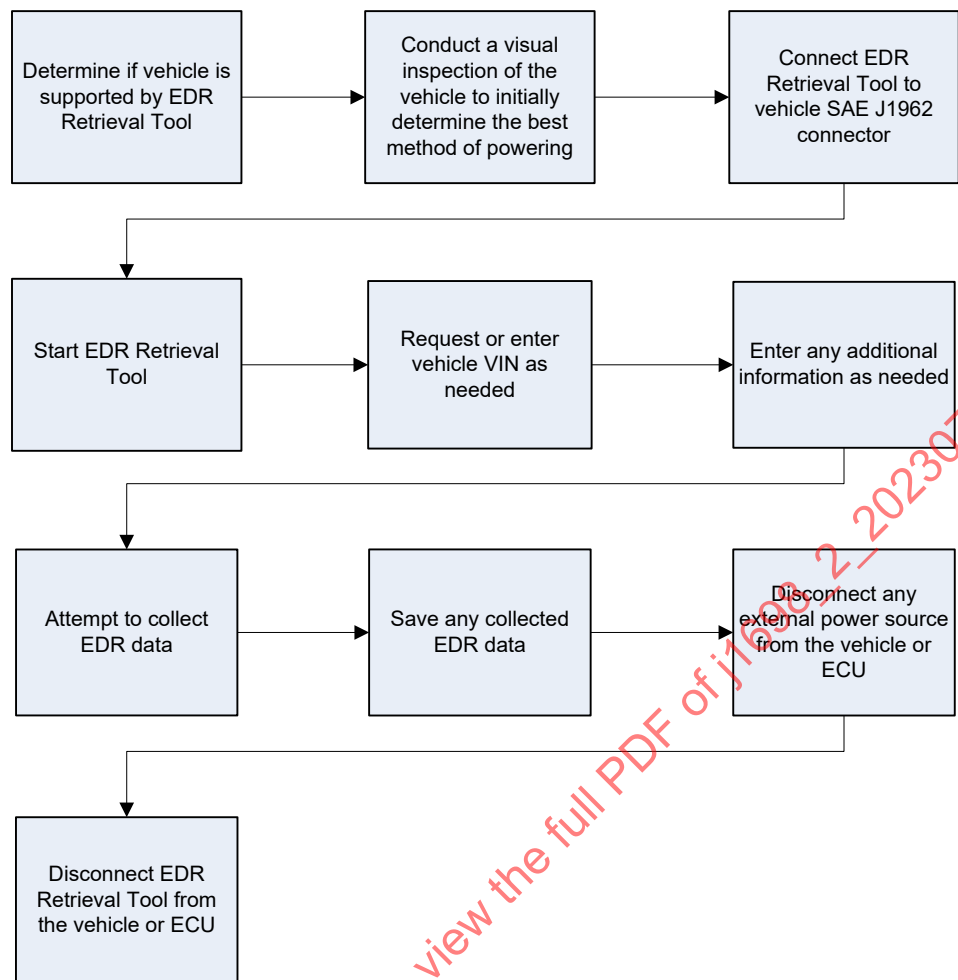 Determine if vehicle is
supported by EDR
Retrieval Tool
Conduct a visual
inspection of the
vehicle to initially
determine the best
method of powering
Connect EDR
Retrieval Tool to
vehicle SAE J1962
connector
Start EDR Retrieval
Tool
Request or enter
vehicle VIN as
needed
Enter any additional
information as needed
Attempt to collect
EDR data
Save any collected
EDR data
Disconnect any
external power source
from the vehicle or
ECU
Disconnect EDR
Retrieval Tool from
the vehicle or ECU
view the full PDF of j1698_2_20230